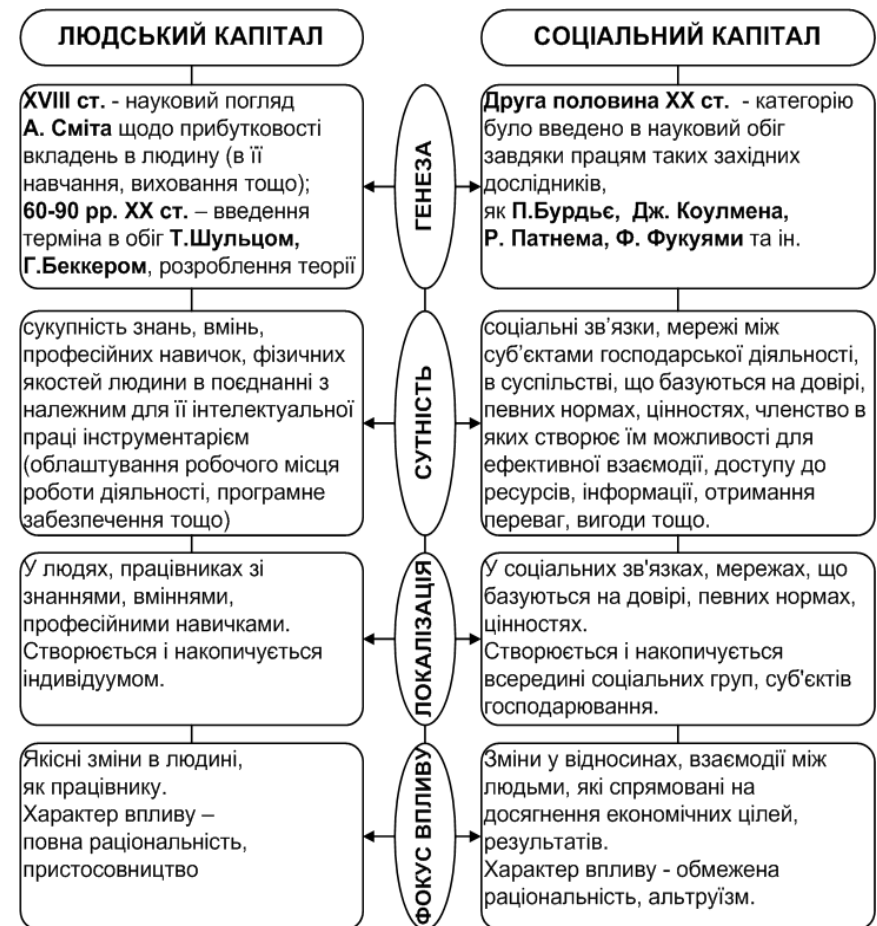 ЛЮДСЬКИЙ КАПІТАЛ
СОЦІАЛЬНИЙ КАПІТАЛ
XVIII ст. - науковий погляд
А. Сміта щодо прибутковості
вкладень в людину (в її
навчання, виховання тощо);
60-90 рр. ХХ ст. – введення
терміна в обіг Т.Шульцом,
Г.Беккером, розроблення теорії
ГЕНЕЗА
Друга половина ХХ ст. - категорію
було введено в науковий обіг
завдяки працям таких західних
дослідників,
як П.Бурдьє, Дж. Коулмена,
Р. Патнема, Ф. Фукуями та ін.
сукупність знань, вмінь,
професійних навичок, фізичних
якостей людини в поєднанні з
належним для її інтелектуальної
праці інструментарієм
(облаштування робочого місця
роботи діяльності, програмне
забезпечення тощо)
СУТНІСТЬ
соціальні зв’язки, мережі між
суб’єктами господарської діяльності,
в суспільстві, що базуються на довірі,
певних нормах, цінностях, членство в
яких створює їм можливості для
ефективної взаємодії, доступу до
ресурсів, інформації, отримання
переваг, вигоди тощо.
У людях, працівниках зі
знаннями, вміннями,
професійними навичками.
Створюється і накопичується
індивідуумом.
ЛОКАЛІЗАЦІЯ
У соціальних зв'язках, мережах, що
базуються на довірі, певних нормах,
цінностях.
Створюється і накопичується
всередині соціальних груп, суб'єктів
господарювання.
Якісні зміни в людині,
як працівнику.
Характер впливу –
повна раціональність,
пристосовництво
ФОКУС ВПЛИВУ
Зміни у відносинах, взаємодії між
людьми, які спрямовані на
досягнення економічних цілей,
результатів.
Характер впливу - обмежена
раціональність, альтруїзм.